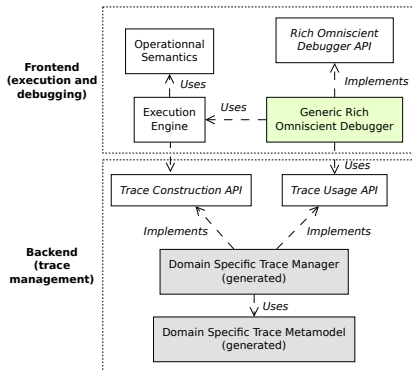 Operationnal
Semantics
Rich Omniscient
Debugger API
Frontend
(execution and
debugging)
Uses
Implements
Execution
Engine
Uses
Generic Rich
Omniscient Debugger
Uses
Trace Construction API
Trace Usage API
Implements
Implements
Backend
(trace
management)
Domain Specific Trace Manager
(generated)
Uses
Domain Specific Trace Metamodel
(generated)